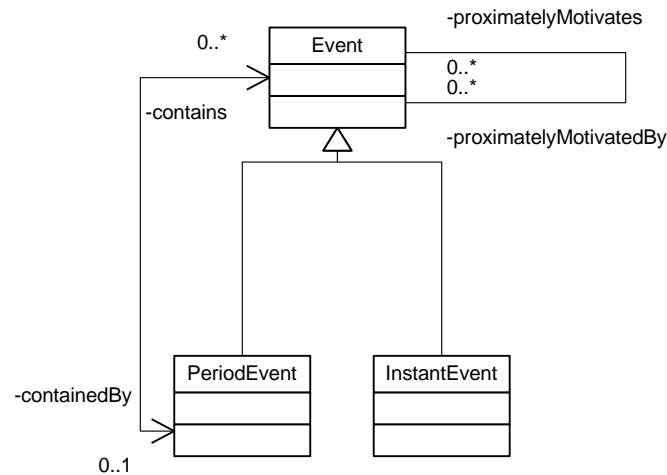 -proximatelyMotivates
0..*
Event
0..*
0..*
-contains
-proximatelyMotivatedBy
PeriodEvent
InstantEvent
-containedBy
0..1